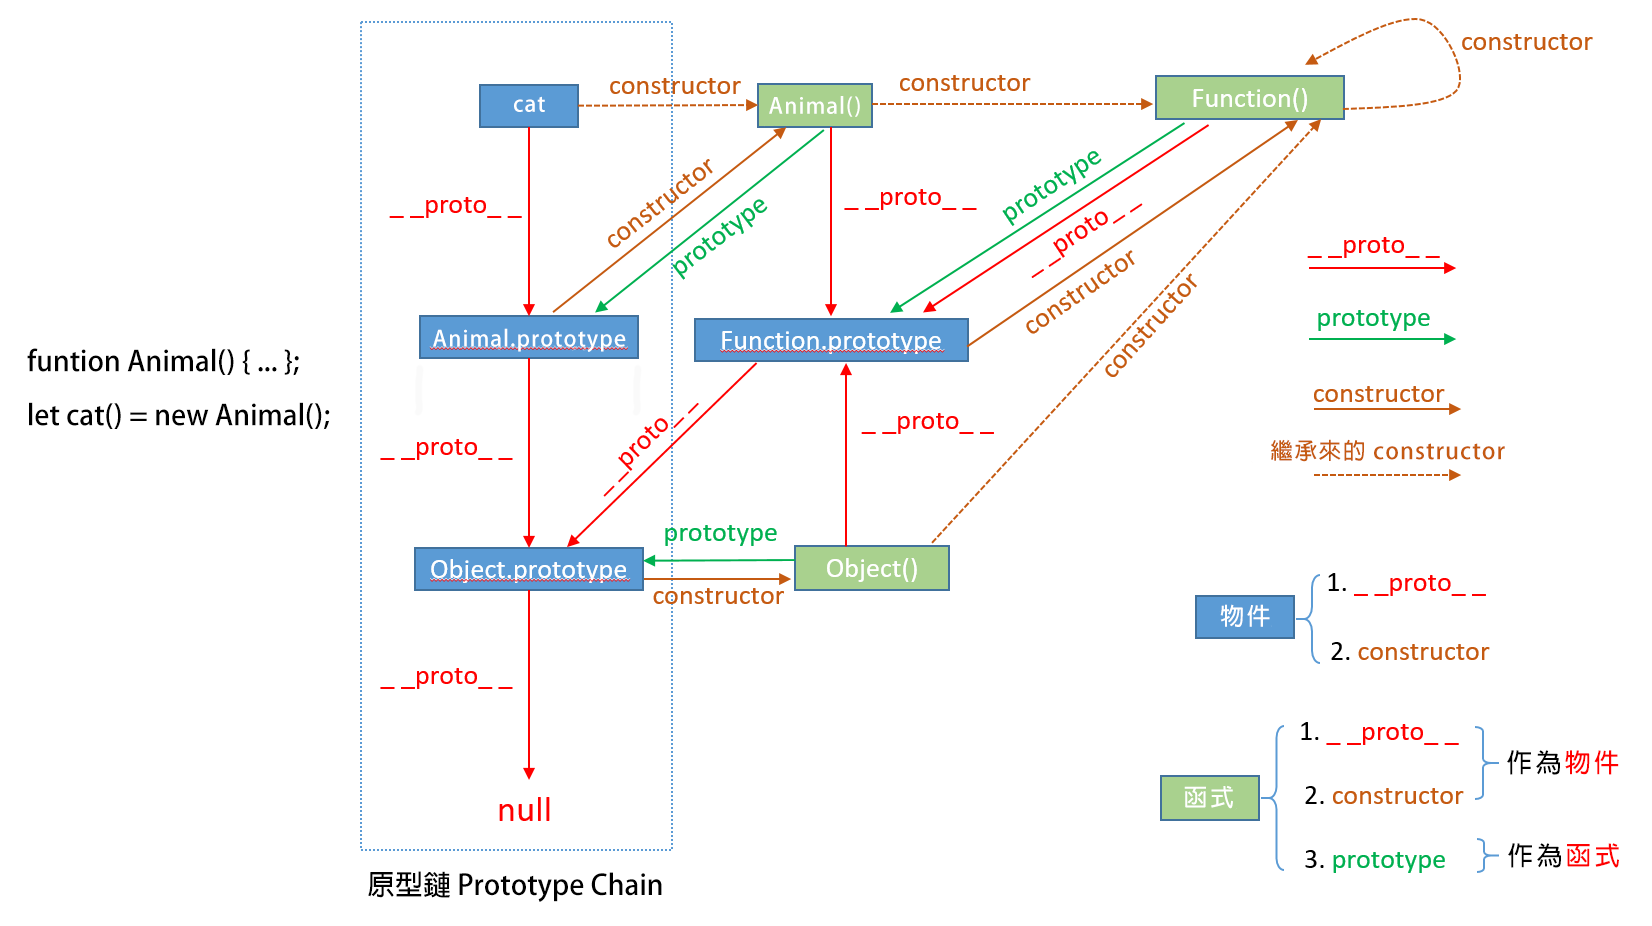 constructor
cat
constructor
Animal()
constructor
Function()
_ _proto_ _
constructor
prototype
_ _proto_ _
prototype
_ _proto_ _
constructor
constructor
_ _proto_ _
prototype
constructor
繼承來的 constructor
Animal.prototype
Function.prototype
funtion Animal() { ... };
let cat() = new Animal();
_ _proto_ _
_ _proto_ _
_ _proto_ _
prototype
Object.prototype
Object()
constructor
_ _proto_ _
null
原型鏈 Prototype Chain
物件
1. _ _proto_ _
2. constructor
函式
1. _ _proto_ _
2. constructor
作為物件
3. prototype
作為函式